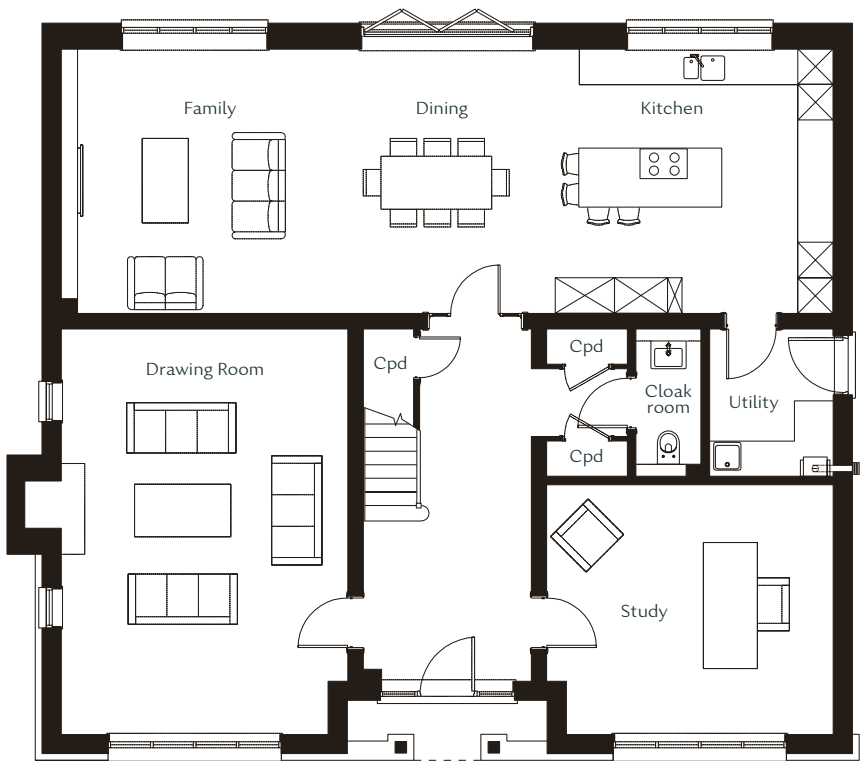 Family
Dining
Kitchen
Drawing Room
Cpd
Cpd
Cloak
room
Utility
Cpd
Study